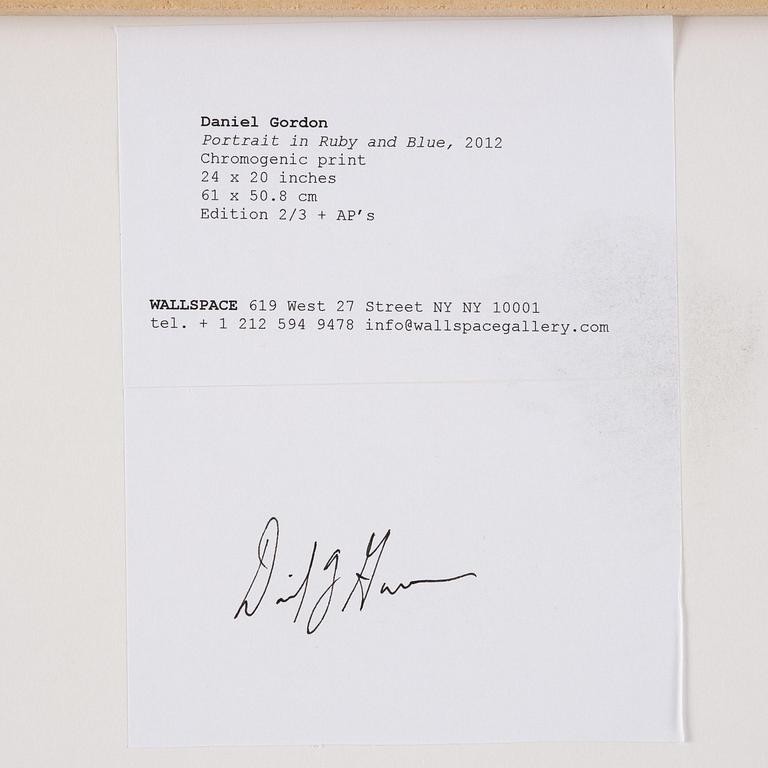 Daniel Gordon
Portrait in Ruby and Blue, 2012
Chromogenic print
24 x 20 inches
61 x 50.8 cm
Edition 2/3 + AP's
WALLSPACE 619 West 27 Street NY NY 10001
tel. + 1 212 594 9478 info@wallspacegallery.com